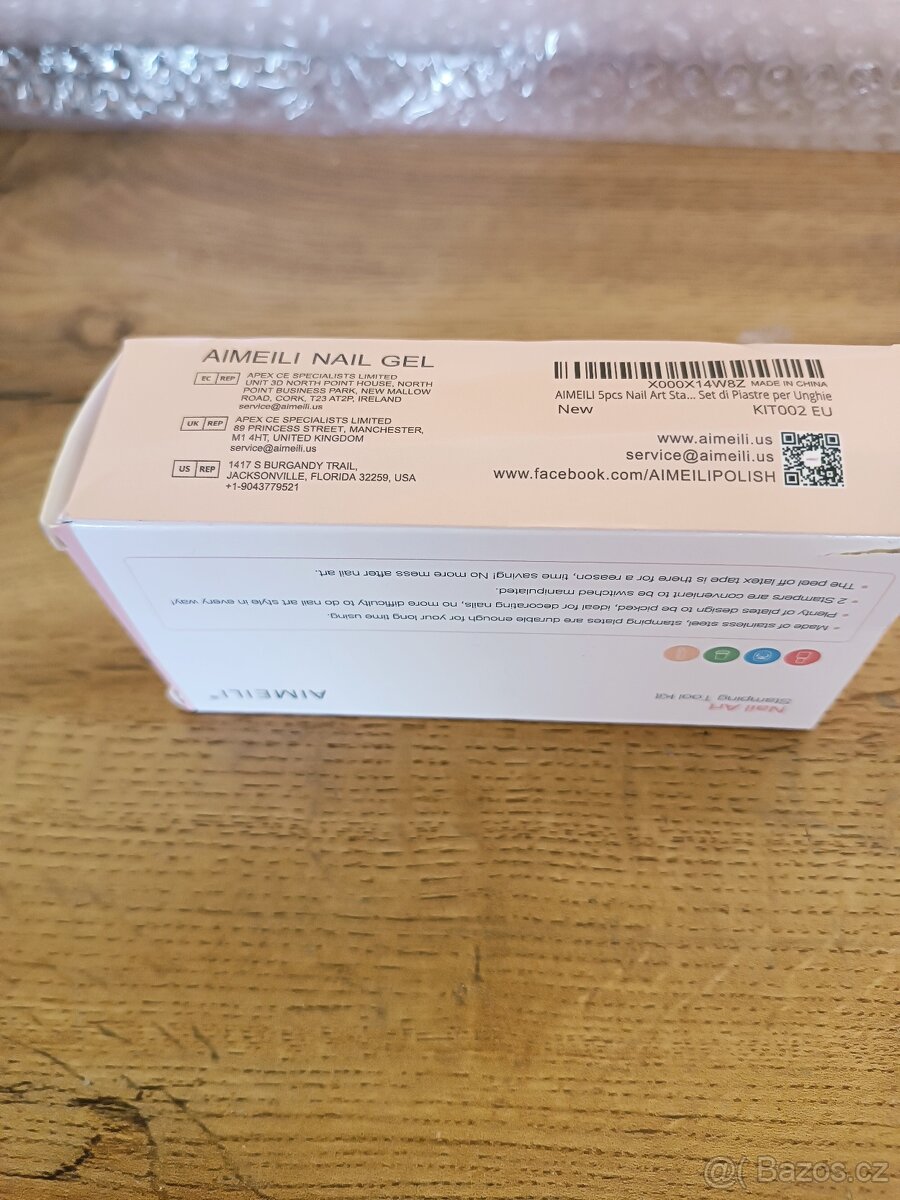 AIMEILI NAIL GEL
EC REP
APEX CE SPECIALISTS LIMITED
UNIT 3D NORTH POINT HOUSE, NORTH
POINT BUSINESS PARK, NEW MALLOW
ROAD, CORK, T23 AT2P, IRELAND
service@aimeili.us
UK REP
APEX CE SPECIALISTS LIMITED
89 PRINCESS STREET, MANCHESTER,
M1 4HT, UNITED KINGDOM
service@aimeili.us
US REP
1417 S BURGANDY TRAIL,
JACKSONVILLE, FLORIDA 32259, USA
+1-9043779521
X000X14W8Z MADE IN CHINA
AIMEILI 5pcs Nail Art Sta... Set di Piastre per Unghie
New KIT002 EU
www.aimeili.us
service@aimeili.us
www.facebook.com/AIMEILIPOLISH
Nail Art
Stamping Tool Kit
AIMEILI®
• Made of stainless steel, stamping plates are durable enough for your long time using.
• Plenty of plates design to be picked, ideal for decorating nails, no more difficulty to do nail art style in every way!
• 2 Stampers are convenient to be switched manipulated.
• The peel off latex tape is there for a reason, time saving! No more mess after nail art.
Bazos.cz